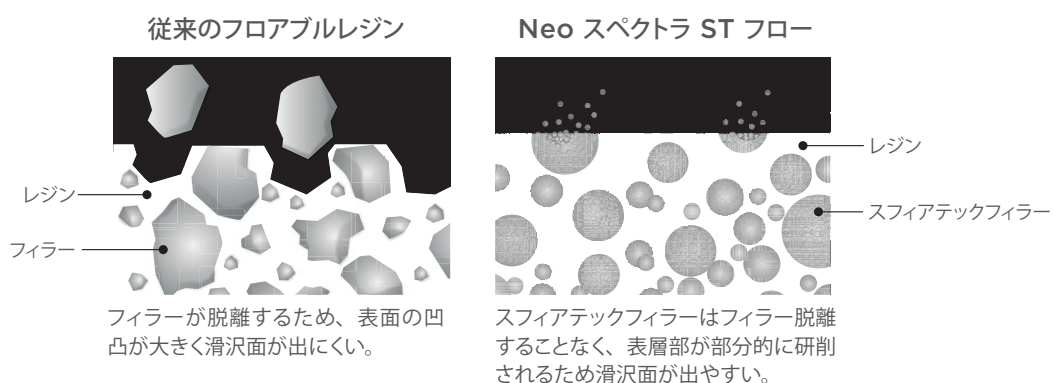 従来のフロアブルレジン
Neo スペクトラ ST フロー
レジン
フィラー
レジン
スフィアテックフィラー
フィラーが脱離するため、表面の凹
凸が大きく滑沢面が出にくい。
スフィアテックフィラーはフィラー脱離
することなく、表層部が部分的に研削
されるため滑沢面が出やすい。